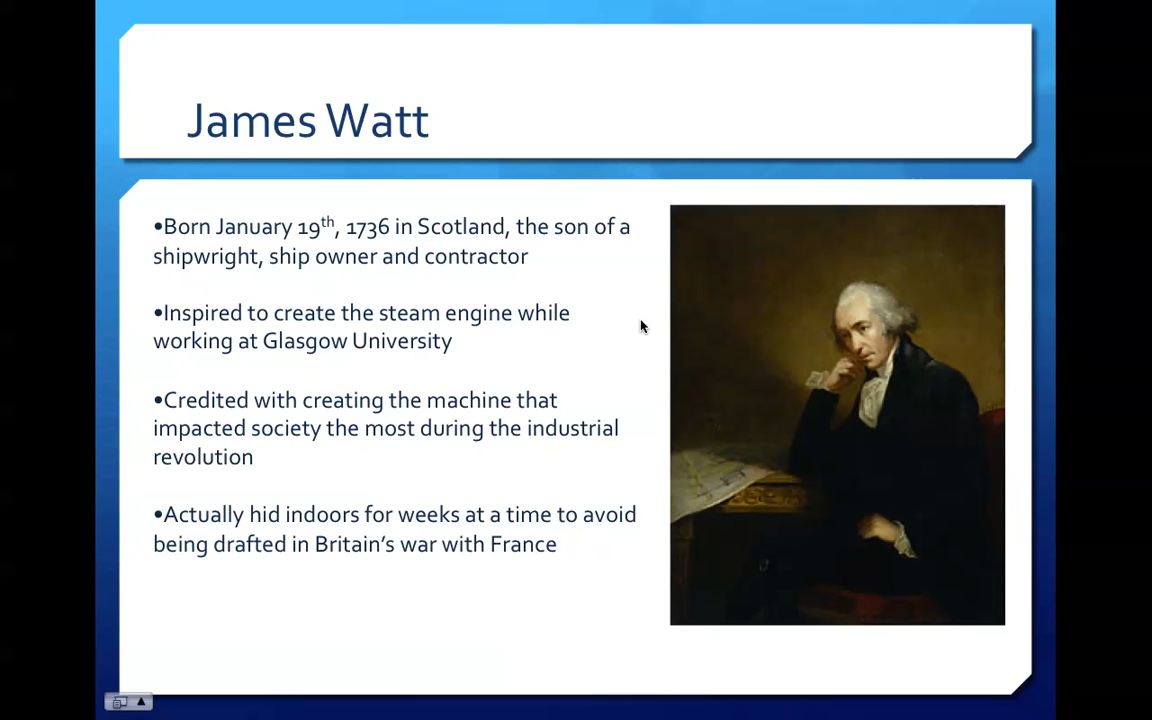 James Watt
•Born January 19th, 1736 in Scotland, the son of a
shipwright, ship owner and contractor
•Inspired to create the steam engine while
working at Glasgow University
•Credited with creating the machine that
impacted society the most during the industrial
revolution
•Actually hid indoors for weeks at a time to avoid
being drafted in Britain’s war with France